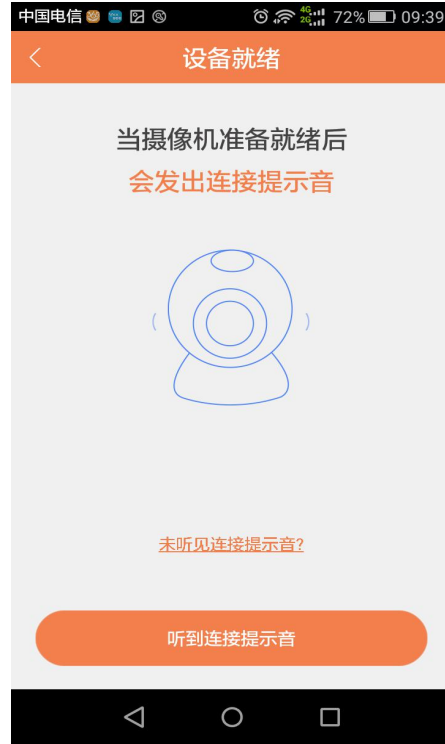 中国电信 4G 2G 72% 09:39
设备就绪
当摄像机准备就绪后
会发出连接提示音
未听见连接提示音?
听到连接提示音